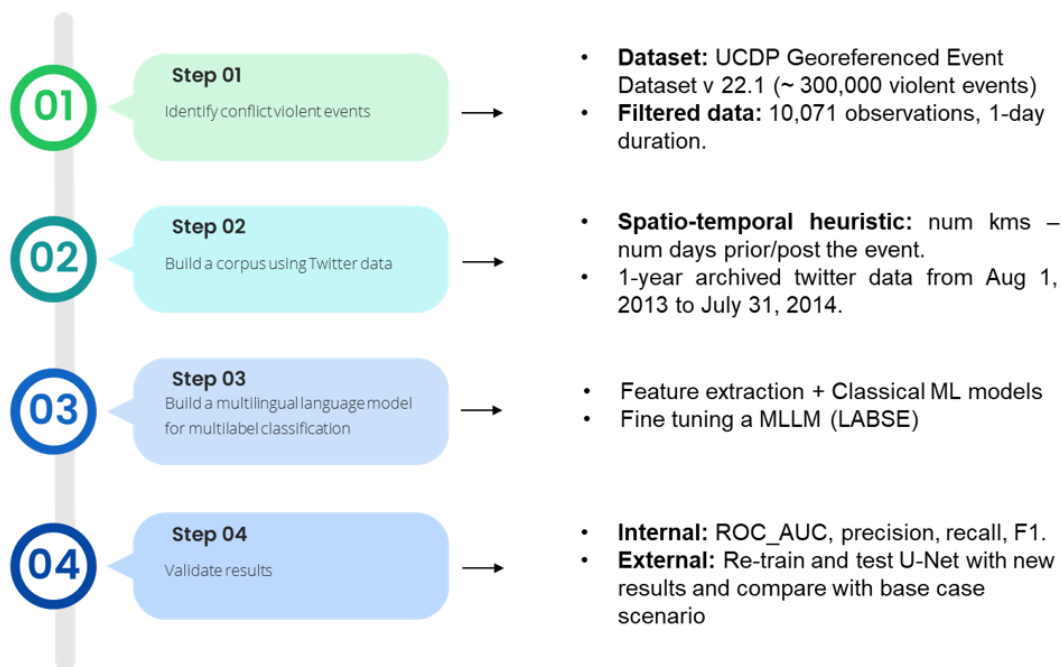 01
Step 01
Identify conflict violent events
• Dataset: UCDP Georeferenced Event
Dataset v 22.1 (~ 300,000 violent events)
• Filtered data: 10,071 observations, 1-day
duration.
02
Step 02
Build a corpus using Twitter data
• Spatio-temporal heuristic: num kms –
num days prior/post the event.
• 1-year archived twitter data from Aug 1,
2013 to July 31, 2014.
03
Step 03
Build a multilingual language model
for multilabel classification
• Feature extraction + Classical ML models
• Fine tuning a MLLM (LABSE)
04
Step 04
Validate results
• Internal: ROC_AUC, precision, recall, F1.
• External: Re-train and test U-Net with new
results and compare with base case
scenario